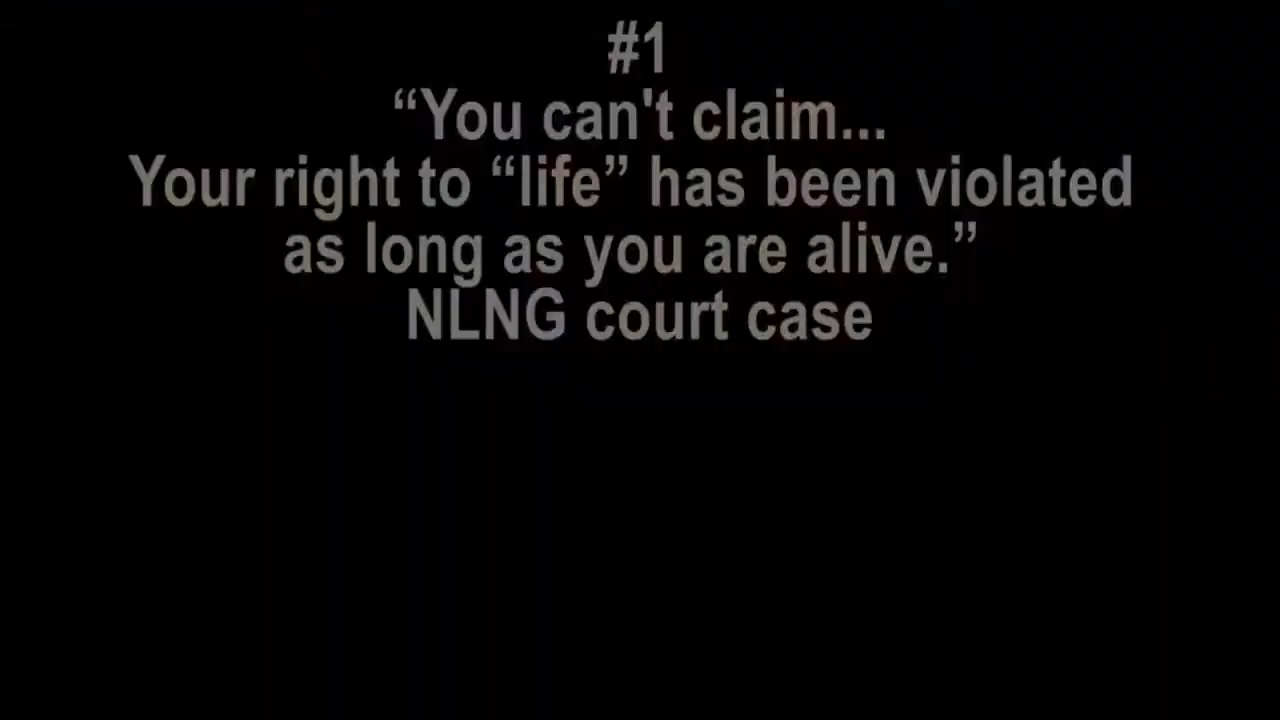 #1
“You can't claim...
Your right to “life” has been violated
as long as you are alive.”
NLNG court case